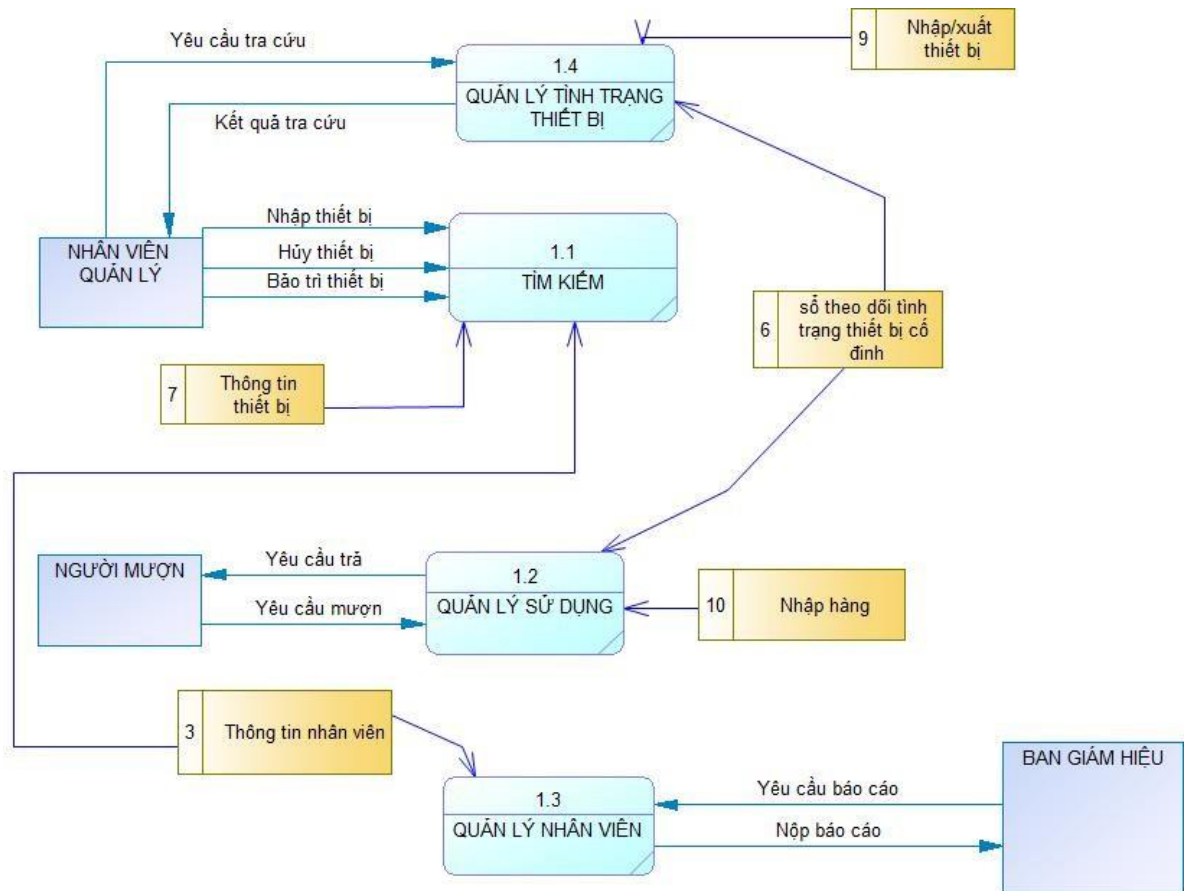 Yêu cầu tra cứu
9
Nhập/xuất
thiết bị
1.4
QUẢN LÝ TÌNH TRẠNG
THIẾT BỊ
Kết quả tra cứu
Nhập thiết bị
NHÂN VIÊN
QUẢN LÝ
Hủy thiết bị
Bảo trì thiết bị
1.1
TÌM KIẾM
6
sổ theo dõi tình
trạng thiết bị cố
đinh
7
Thông tin
thiết bị
NGƯỜI MƯỢN
Yêu cầu trả
Yêu cầu mượn
1.2
QUẢN LÝ SỬ DỤNG
10
Nhập hàng
3
Thông tin nhân viên
BAN GIÁM HIỆU
1.3
QUẢN LÝ NHÂN VIÊN
Yêu cầu báo cáo
Nộp báo cáo